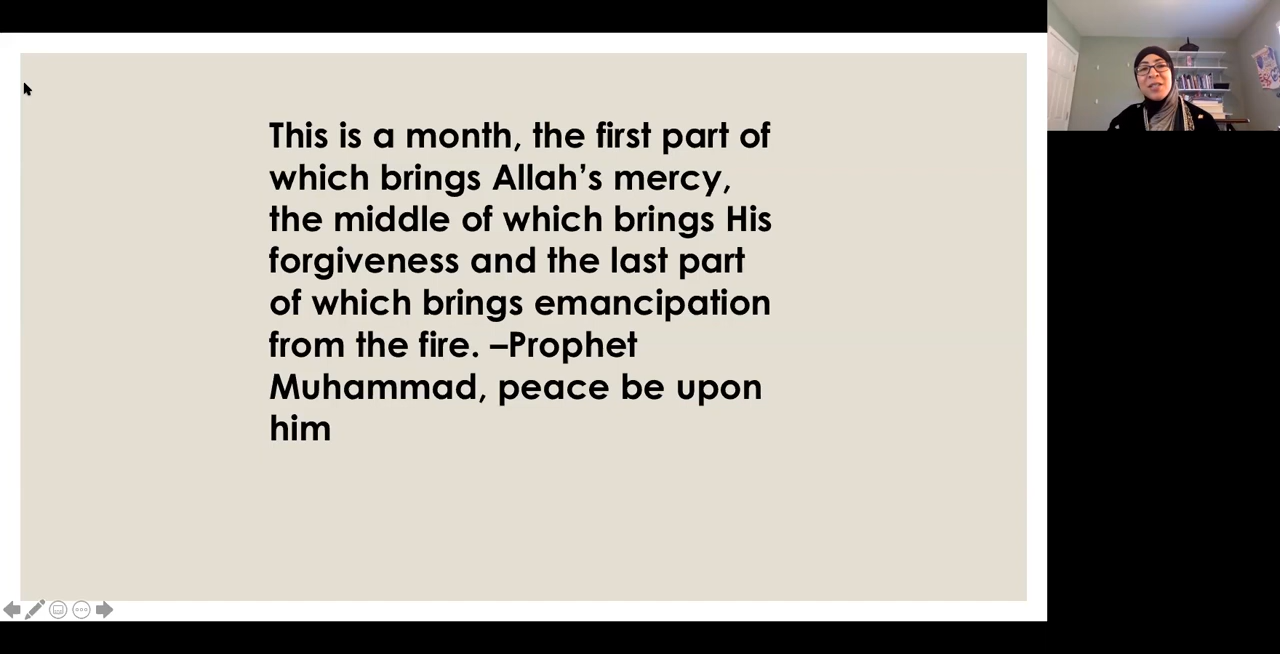 This is a month, the first part of
which brings Allah’s mercy,
the middle of which brings His
forgiveness and the last part
of which brings emancipation
from the fire. –Prophet
Muhammad, peace be upon
him